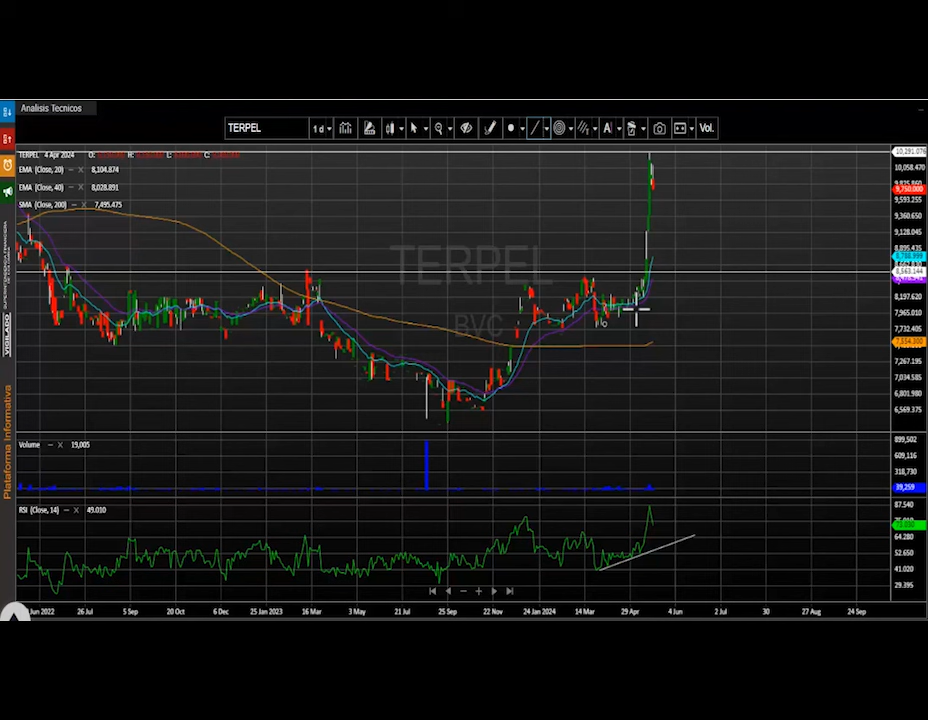 Analisis Tecnicos
TERPEL 1 d Vol.
TERPEL 4 Apr 2024 O: H: L: C:
EMA (Close, 20) 8,104.874
EMA (Close, 40) 8,028.891
SMA (Close, 200) 7,495.475
TERPEL
BVC
10,291.076
10,058.470
9,750.000
9,593.255
9,360.650
9,128.045
8,895.435
8,788.999
8,563.144
8,197.620
7,965.010
7,732.405
7,554.300
7,267.195
7,034.585
6,801.980
6,569.375
Volume 19,005
899,502
609,116
318,730
39,259
RSI (Close, 14) 49.010
87.540
64.280
52.650
41.020
29.395
Jun 2022 26 Jul 5 Sep 20 Oct 6 Dec 25 Jan 2023 16 Mar 3 May 21 Jul 25 Sep 22 Nov 24 Jan 2024 14 Mar 29 Apr 4 Jun 2 Jul 30 27 Aug 24 Sep
VIGILADO
Plataforma Informativa